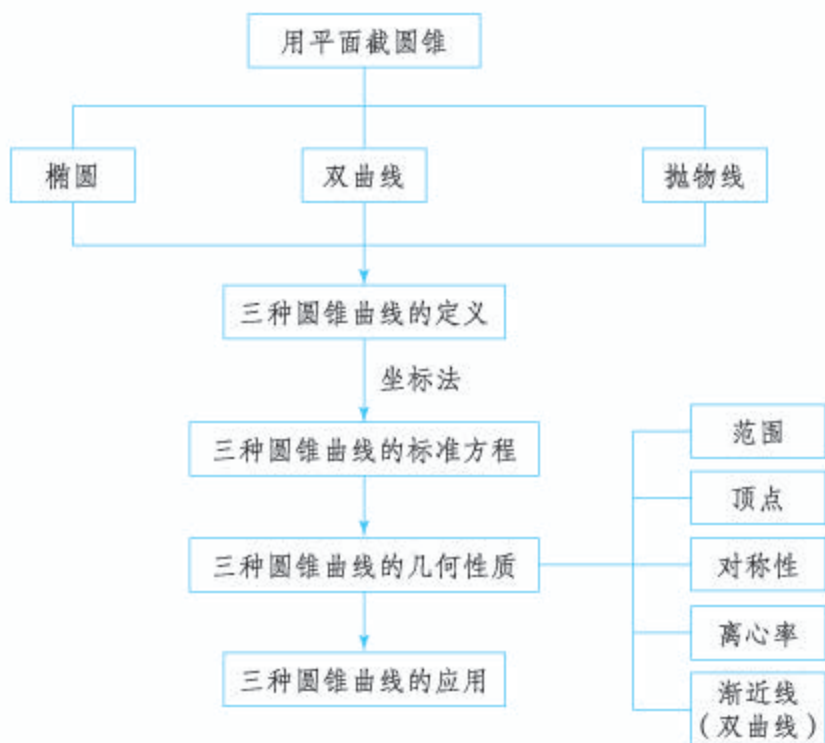 用平面截圆锥
椭圆
双曲线
抛物线
三种圆锥曲线的定义
坐标法
三种圆锥曲线的标准方程
三种圆锥曲线的几何性质
三种圆锥曲线的应用
范围
顶点
对称性
离心率
渐近线
（双曲线）